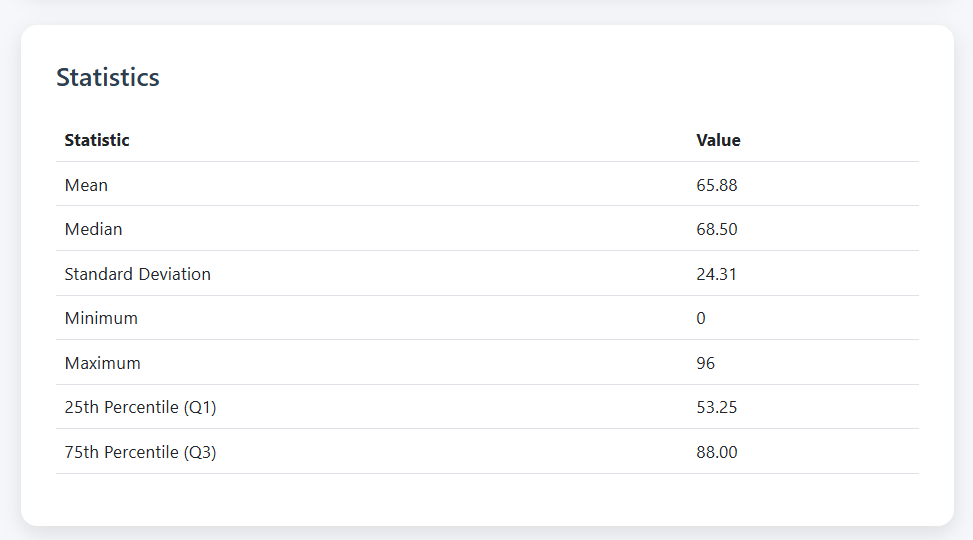 Statistics
Statistic Value
Mean 65.88
Median 68.50
Standard Deviation 24.31
Minimum 0
Maximum 96
25th Percentile (Q1) 53.25
75th Percentile (Q3) 88.00